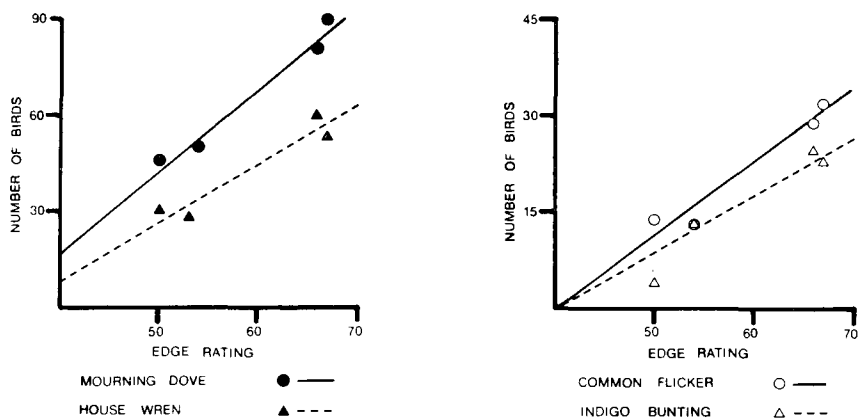 90
60
30
NUMBER OF BIRDS
50 60 70
EDGE RATING
MOURNING DOVE
HOUSE WREN
45
30
15
NUMBER OF BIRDS
50 60 70
EDGE RATING
COMMON FLICKER
INDIGO BUNTING